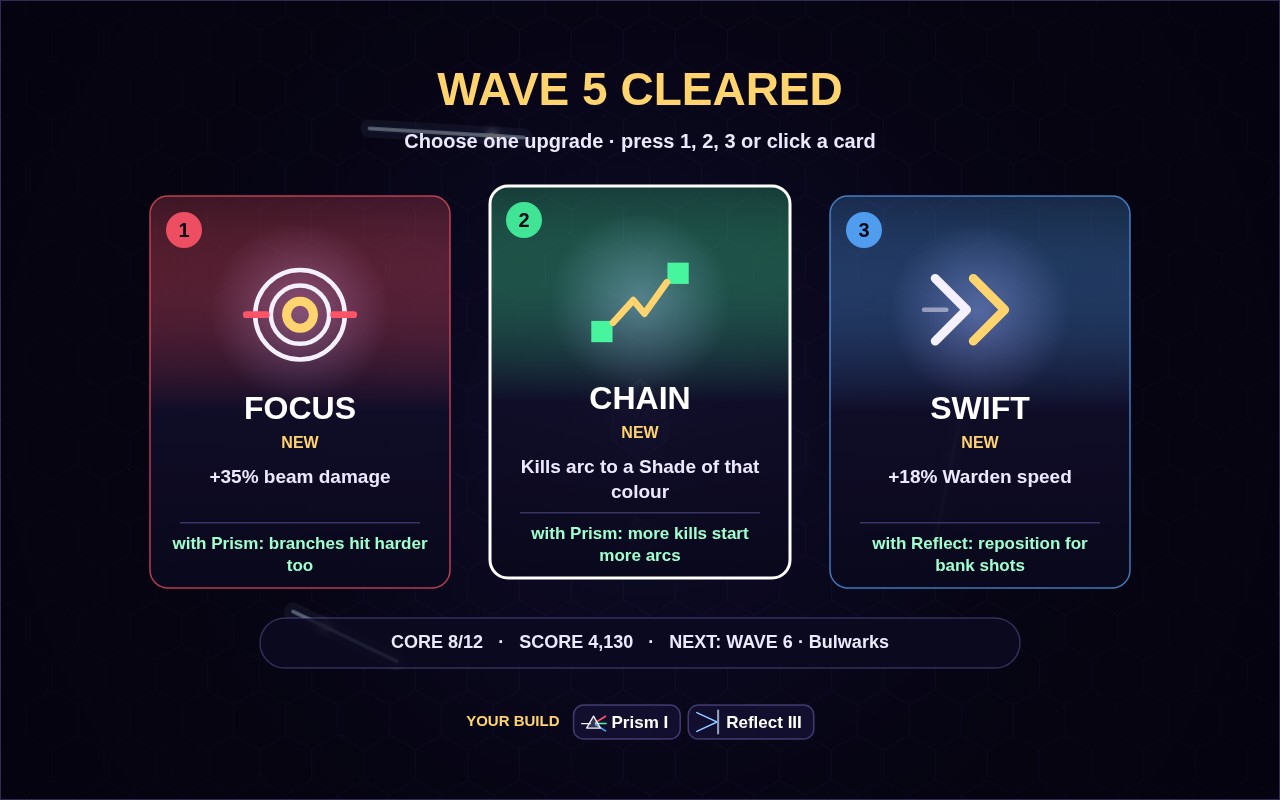 WAVE 5 CLEARED
Choose one upgrade · press 1, 2, 3 or click a card
1
FOCUS
NEW
+35% beam damage
with Prism: branches hit harder
too
2
CHAIN
NEW
Kills arc to a Shade of that
colour
with Prism: more kills start
more arcs
3
SWIFT
NEW
+18% Warden speed
with Reflect: reposition for
bank shots
CORE 8/12 · SCORE 4,130 · NEXT: WAVE 6 · Bulwarks
YOUR BUILD Prism I Reflect III